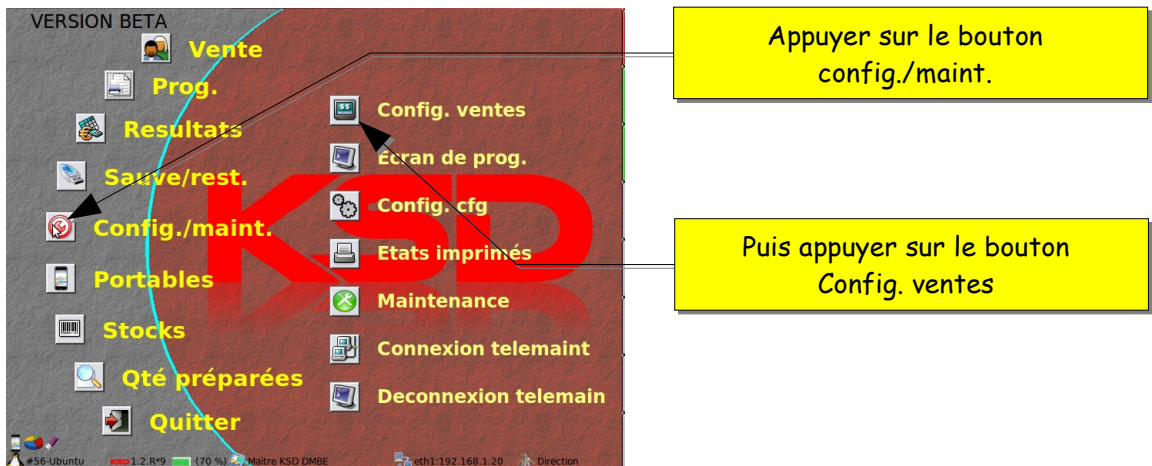 VERSION BETA
Vente
Prog.
Resultats
Sauve/rest.
Config./maint.
Portables
Stocks
Qté préparées
Quitter
Config. ventes
Ecran de prog.
Config. cfg
Etats imprimés
Maintenance
Connexion telemaint
Deconnexion telemain
KSD
#56-Ubuntu KSD 1.2.R*9 (70 %) Maitre KSD DMBE eth1:192.168.1.20 Direction
Appuyer sur le bouton
config./maint.
Puis appuyer sur le bouton
Config. ventes